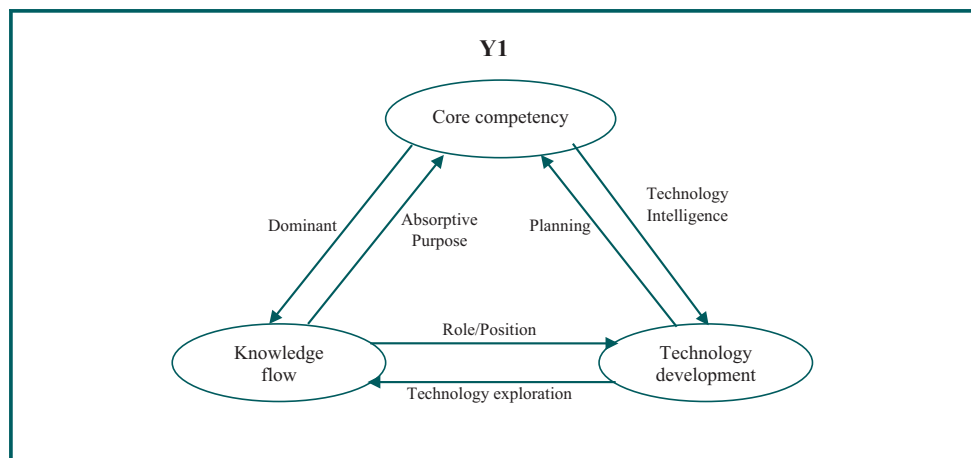 Y1
Core competency
Technology
Intelligence
Dominant
Absorptive
Purpose
Planning
Role/Position
Knowledge
flow
Technology
development
Technology exploration